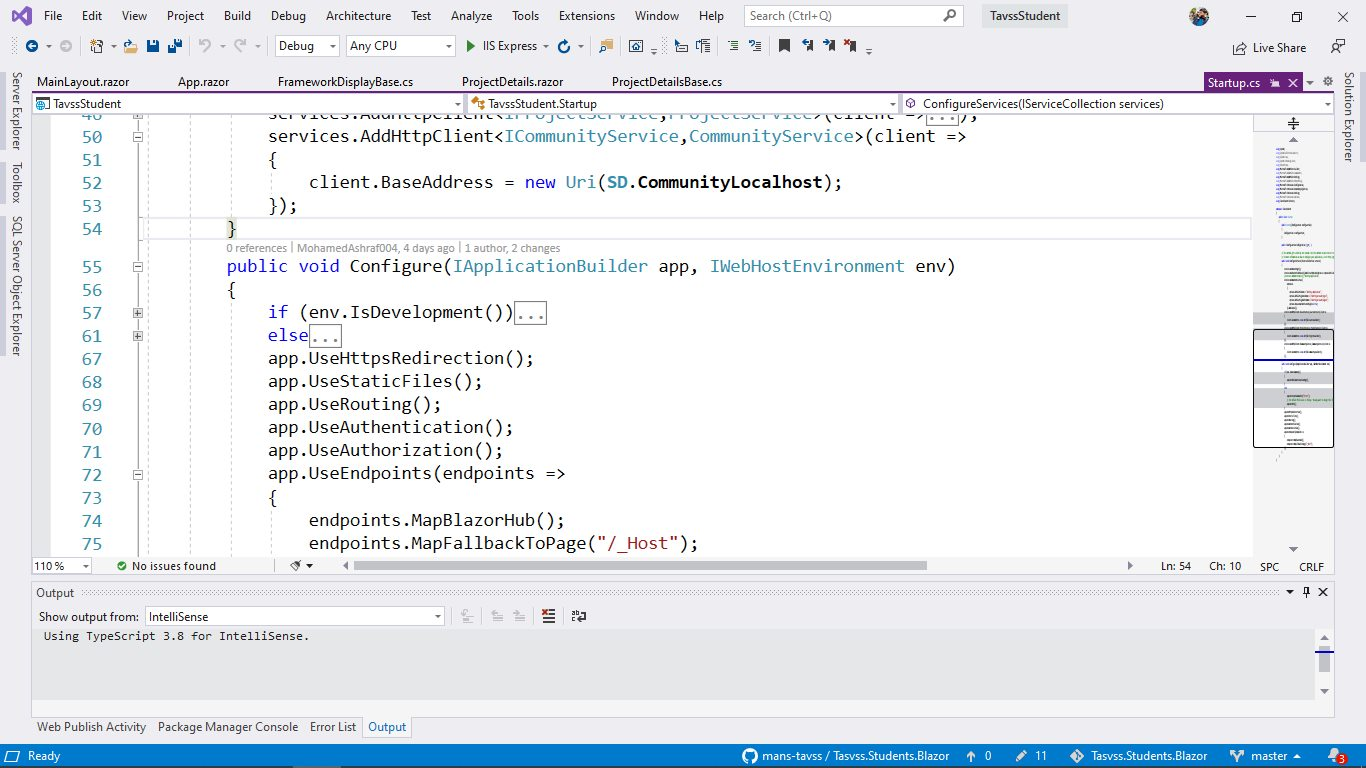 File Edit View Project Build Debug Architecture Test Analyze Tools Extensions Window Help Search (Ctrl+Q) TavssStudent
Debug Any CPU IIS Express Live Share
MainLayout.razor App.razor FrameworkDisplayBase.cs ProjectDetails.razor ProjectDetailsBase.cs Startup.cs
TavssStudent TavssStudent.Startup ConfigureServices(IServiceCollection services)
Server Explorer
Toolbox
SQL Server Object Explorer
Solution Explorer
services.AddHttpClient<IProjectService,ProjectService>(client =>...);
50 services.AddHttpClient<ICommunityService,CommunityService>(client =>
51 {
52 client.BaseAddress = new Uri(SD.CommunityLocalhost);
53 });
54 }
0 references | MohamedAshraf004, 4 days ago | 1 author, 2 changes
55 public void Configure(IApplicationBuilder app, IWebHostEnvironment env)
56 {
57 if (env.IsDevelopment())...
61 else...
67 app.UseHttpsRedirection();
68 app.UseStaticFiles();
69 app.UseRouting();
70 app.UseAuthentication();
71 app.UseAuthorization();
72 app.UseEndpoints(endpoints =>
73 {
74 endpoints.MapBlazorHub();
75 endpoints.MapFallbackToPage("/_Host");
110 % No issues found Ln: 54 Ch: 10 SPC CRLF
Output
Show output from: IntelliSense
Using TypeScript 3.8 for IntelliSense.
Web Publish Activity Package Manager Console Error List Output
Ready mans-tavss / Tasvss.Students.Blazor 0 11 Tasvss.Students.Blazor master 3